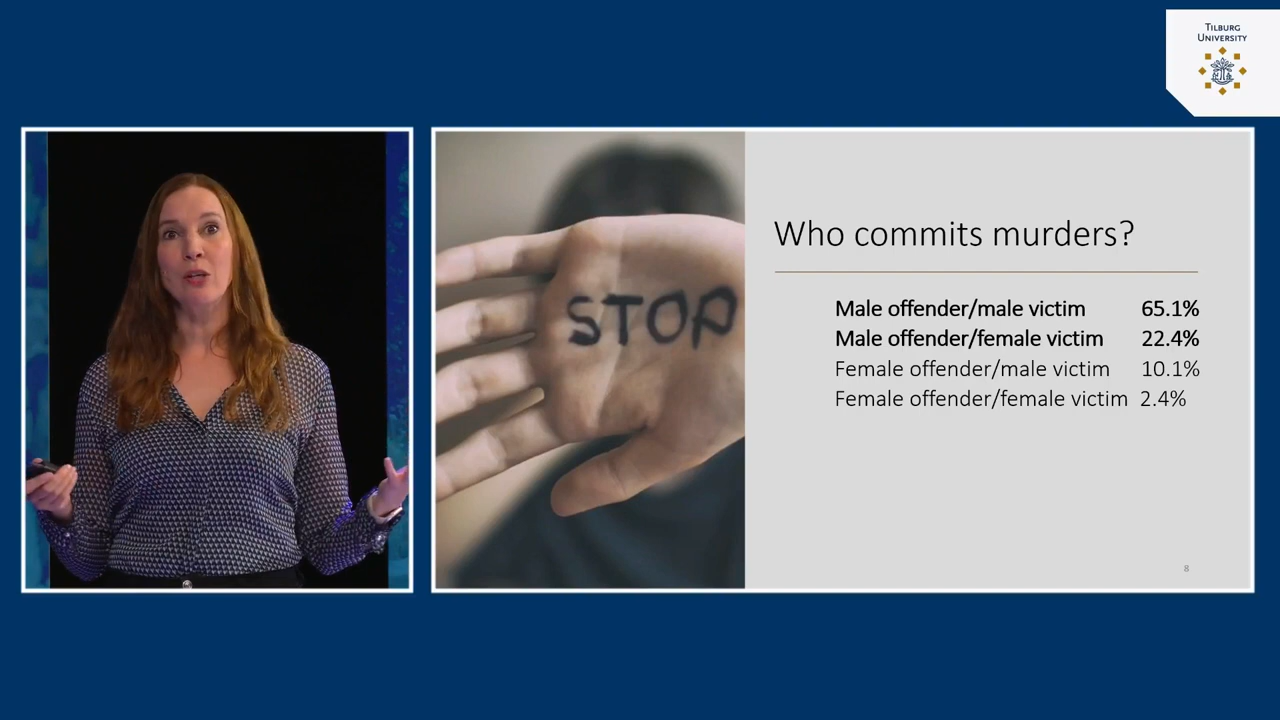 TILBURG
UNIVERSITY
STOP
Who commits murders?
Male offender/male victim 65.1%
Male offender/female victim 22.4%
Female offender/male victim 10.1%
Female offender/female victim 2.4%
8